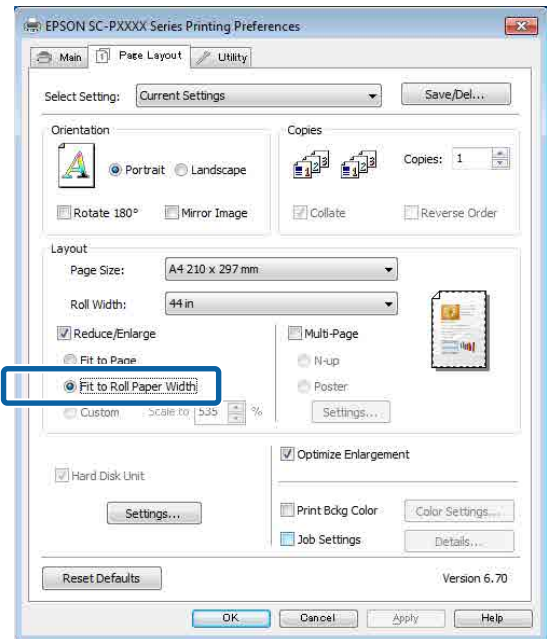 EPSON SC-PXXXX Series Printing Preferences
Main Page Layout Utility
Select Setting: Current Settings Save/Del...
Orientation
Portrait Landscape
Rotate 180° Mirror Image
Copies
Copies: 1
Collate Reverse Order
Layout
Page Size: A4 210 x 297 mm
Roll Width: 44 in
Reduce/Enlarge
Fit to Page
Fit to Roll Paper Width
Custom Scale to 535 %
Multi-Page
N-up
Poster
Settings...
Optimize Enlargement
Hard Disk Unit
Settings...
Print Bckg Color Color Settings...
Job Settings Details...
Reset Defaults Version 6.70
OK Cancel Apply Help